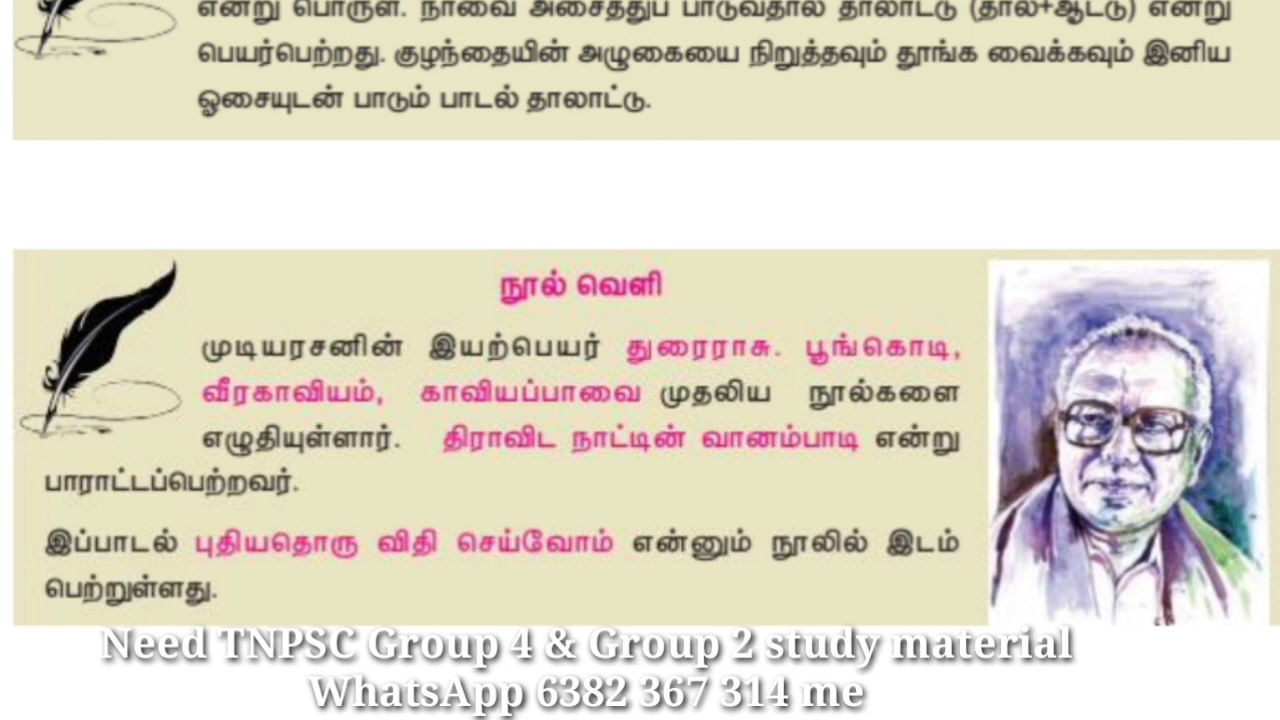 என்று பொருள். நாவை அசைத்துப் பாடுவதால் தாலாட்டு (தால்+ஆட்டு) என்று
பெயர்பெற்றது. குழந்தையின் அழுகையை நிறுத்தவும் தூங்க வைக்கவும் இனிய
ஓசையுடன் பாடும் பாடல் தாலாட்டு.
நூல் வெளி
முடியரசனின் இயற்பெயர் துரைராசு. பூங்கொடி,
வீரகாவியம், காவியப்பாவை முதலிய நூல்களை
எழுதியுள்ளார். திராவிட நாட்டின் வானம்பாடி என்று
பாராட்டப்பெற்றவர்.
இப்பாடல் புதியதொரு விதி செய்வோம் என்னும் நூலில் இடம்
பெற்றுள்ளது.
Need TNPSC Group 4 & Group 2 study material
WhatsApp 6382 367 314 me